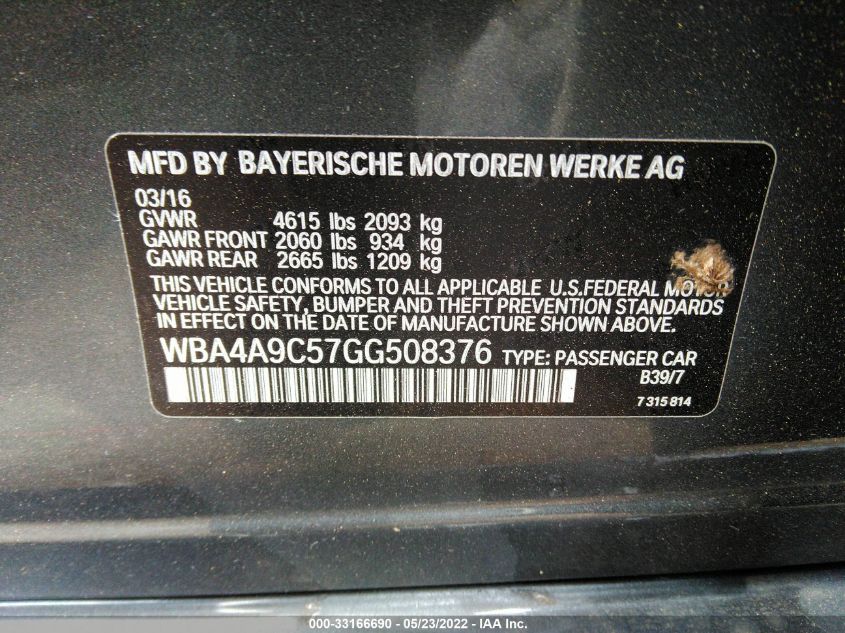 MFD BY BAYERISCHE MOTOREN WERKE AG
03/16
GVWR 4615 lbs 2093 kg
GAWR FRONT 2060 lbs 934 kg
GAWR REAR 2665 lbs 1209 kg
THIS VEHICLE CONFORMS TO ALL APPLICABLE U.S.FEDERAL MOTOR
VEHICLE SAFETY, BUMPER AND THEFT PREVENTION STANDARDS
IN EFFECT ON THE DATE OF MANUFACTURE SHOWN ABOVE.
WBA4A9C57GG508376 TYPE: PASSENGER CAR
B39/7
7 315 814
000-33166690 - 05/23/2022 - IAA Inc.